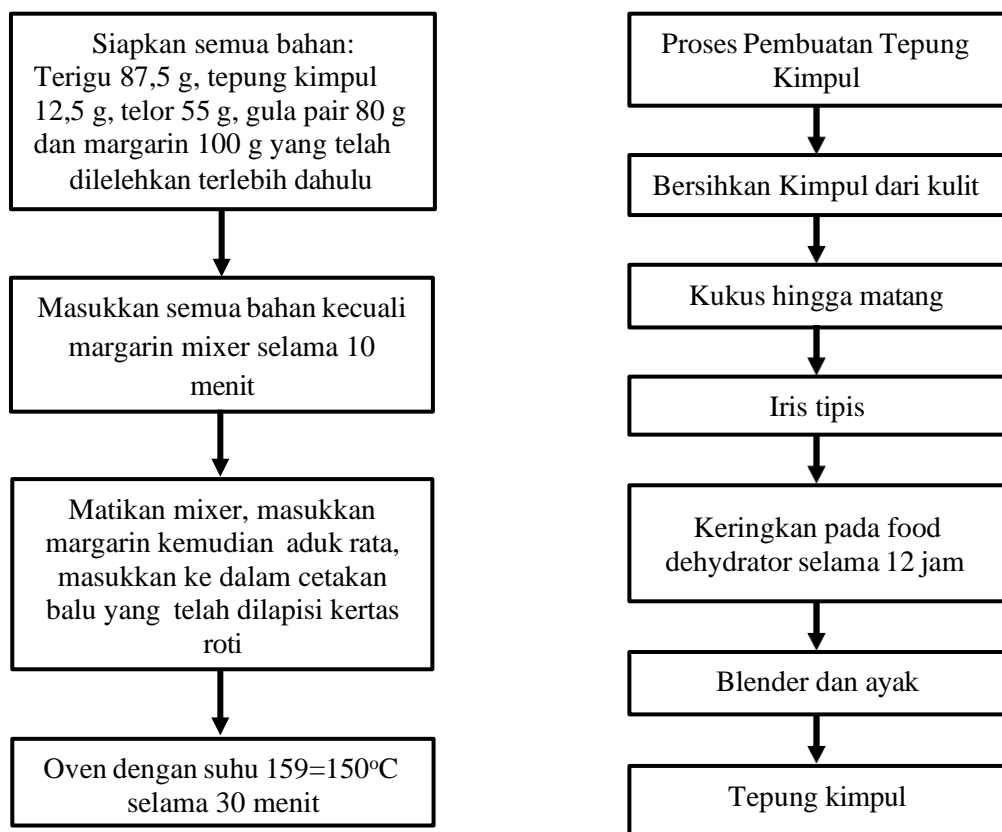 Siapkan semua bahan:
Terigu 87,5 g, tepung kimpul
12,5 g, telor 55 g, gula pair 80 g
dan margarin 100 g yang telah
dilelehkan terlebih dahulu
Masukkan semua bahan kecuali
margarin mixer selama 10
menit
Matikan mixer, masukkan
margarin kemudian aduk rata,
masukkan ke dalam cetakan
balu yang telah dilapisi kertas
roti
Oven dengan suhu 159=150°C
selama 30 menit
Proses Pembuatan Tepung
Kimpul
Bersihkan Kimpul dari kulit
Kukus hingga matang
Iris tipis
Keringkan pada food
dehydrator selama 12 jam
Blender dan ayak
Tepung kimpul